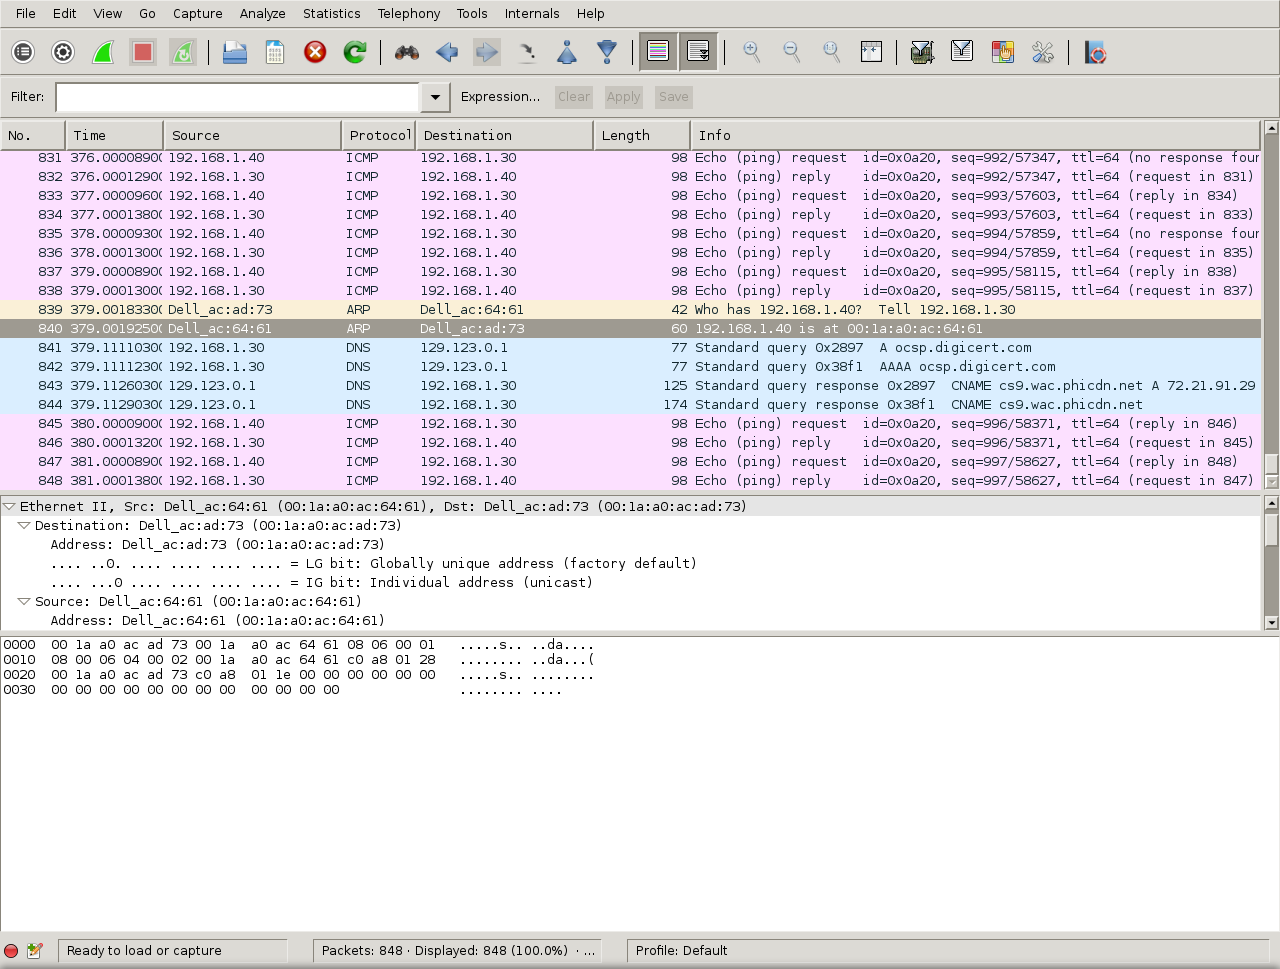 File Edit View Go Capture Analyze Statistics Telephony Tools Internals Help
Filter: Expression... Clear Apply Save
No. Time Source Protocol Destination Length Info
831 376.00008900 192.168.1.40 ICMP 192.168.1.30 98 Echo (ping) request id=0x0a20, seq=992/57347, ttl=64 (no response four
832 376.00012900 192.168.1.30 ICMP 192.168.1.40 98 Echo (ping) reply id=0x0a20, seq=992/57347, ttl=64 (request in 831)
833 377.00009600 192.168.1.40 ICMP 192.168.1.30 98 Echo (ping) request id=0x0a20, seq=993/57603, ttl=64 (reply in 834)
834 377.00013800 192.168.1.30 ICMP 192.168.1.40 98 Echo (ping) reply id=0x0a20, seq=993/57603, ttl=64 (request in 833)
835 378.00009300 192.168.1.40 ICMP 192.168.1.30 98 Echo (ping) request id=0x0a20, seq=994/57859, ttl=64 (no response four
836 378.00013000 192.168.1.30 ICMP 192.168.1.40 98 Echo (ping) reply id=0x0a20, seq=994/57859, ttl=64 (request in 835)
837 379.00008900 192.168.1.40 ICMP 192.168.1.30 98 Echo (ping) request id=0x0a20, seq=995/58115, ttl=64 (reply in 838)
838 379.00013000 192.168.1.30 ICMP 192.168.1.40 98 Echo (ping) reply id=0x0a20, seq=995/58115, ttl=64 (request in 837)
839 379.00183300 Dell_ac:ad:73 ARP Dell_ac:64:61 42 Who has 192.168.1.40? Tell 192.168.1.30
840 379.00192500 Dell_ac:64:61 ARP Dell_ac:ad:73 60 192.168.1.40 is at 00:1a:a0:ac:64:61
841 379.11110300 192.168.1.30 DNS 129.123.0.1 77 Standard query 0x2897 A ocsp.digicert.com
842 379.11112300 192.168.1.30 DNS 129.123.0.1 77 Standard query 0x38f1 AAAA ocsp.digicert.com
843 379.11260300 129.123.0.1 DNS 192.168.1.30 125 Standard query response 0x2897 CNAME cs9.wac.phicdn.net A 72.21.91.29
844 379.11290300 129.123.0.1 DNS 192.168.1.30 174 Standard query response 0x38f1 CNAME cs9.wac.phicdn.net
845 380.00009000 192.168.1.40 ICMP 192.168.1.30 98 Echo (ping) request id=0x0a20, seq=996/58371, ttl=64 (reply in 846)
846 380.00013200 192.168.1.30 ICMP 192.168.1.40 98 Echo (ping) reply id=0x0a20, seq=996/58371, ttl=64 (request in 845)
847 381.00008900 192.168.1.40 ICMP 192.168.1.30 98 Echo (ping) request id=0x0a20, seq=997/58627, ttl=64 (reply in 848)
848 381.00013800 192.168.1.30 ICMP 192.168.1.40 98 Echo (ping) reply id=0x0a20, seq=997/58627, ttl=64 (request in 847)
Ethernet II, Src: Dell_ac:64:61 (00:1a:a0:ac:64:61), Dst: Dell_ac:ad:73 (00:1a:a0:ac:ad:73)
Destination: Dell_ac:ad:73 (00:1a:a0:ac:ad:73)
Address: Dell_ac:ad:73 (00:1a:a0:ac:ad:73)
.... ..0. .... .... .... .... = LG bit: Globally unique address (factory default)
.... ...0 .... .... .... .... = IG bit: Individual address (unicast)
Source: Dell_ac:64:61 (00:1a:a0:ac:64:61)
Address: Dell_ac:64:61 (00:1a:a0:ac:64:61)
0000 00 1a a0 ac ad 73 00 1a a0 ac 64 61 08 06 00 01 .....s.. ..da....
0010 08 00 06 04 00 02 00 1a a0 ac 64 61 c0 a8 01 28 ........ ..da...(
0020 00 1a a0 ac ad 73 c0 a8 01 1e 00 00 00 00 00 00 .....s.. ........
0030 00 00 00 00 00 00 00 00 00 00 00 00 ........ ....
Ready to load or capture Packets: 848 · Displayed: 848 (100.0%) · ... Profile: Default